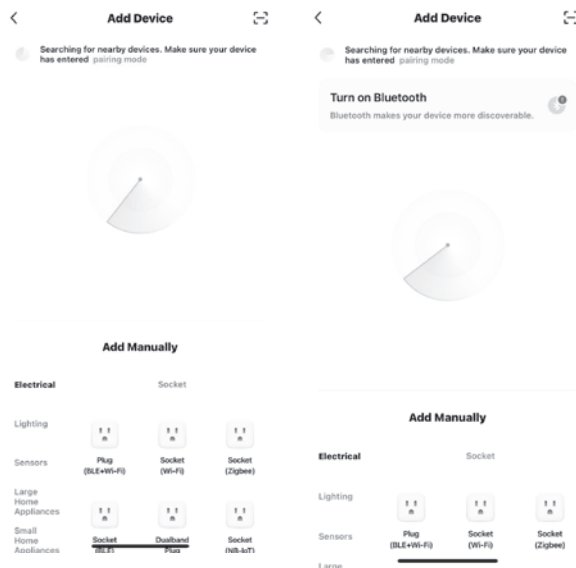 Add Device
Searching for nearby devices. Make sure your device
has entered pairing mode
Add Manually
Electrical
Socket
Lighting
Plug
(BLE+Wi-Fi)
Socket
(Wi-Fi)
Socket
(Zigbee)
Sensors
Large
Home
Appliances
Small
Home
Appliances
Socket
(BLE)
Dualband
Plug
Socket
(NB-IoT)
Add Device
Searching for nearby devices. Make sure your device
has entered pairing mode
Turn on Bluetooth
Bluetooth makes your device more discoverable.
Add Manually
Electrical
Socket
Lighting
Plug
(BLE+Wi-Fi)
Socket
(Wi-Fi)
Socket
(Zigbee)
Sensors
Large